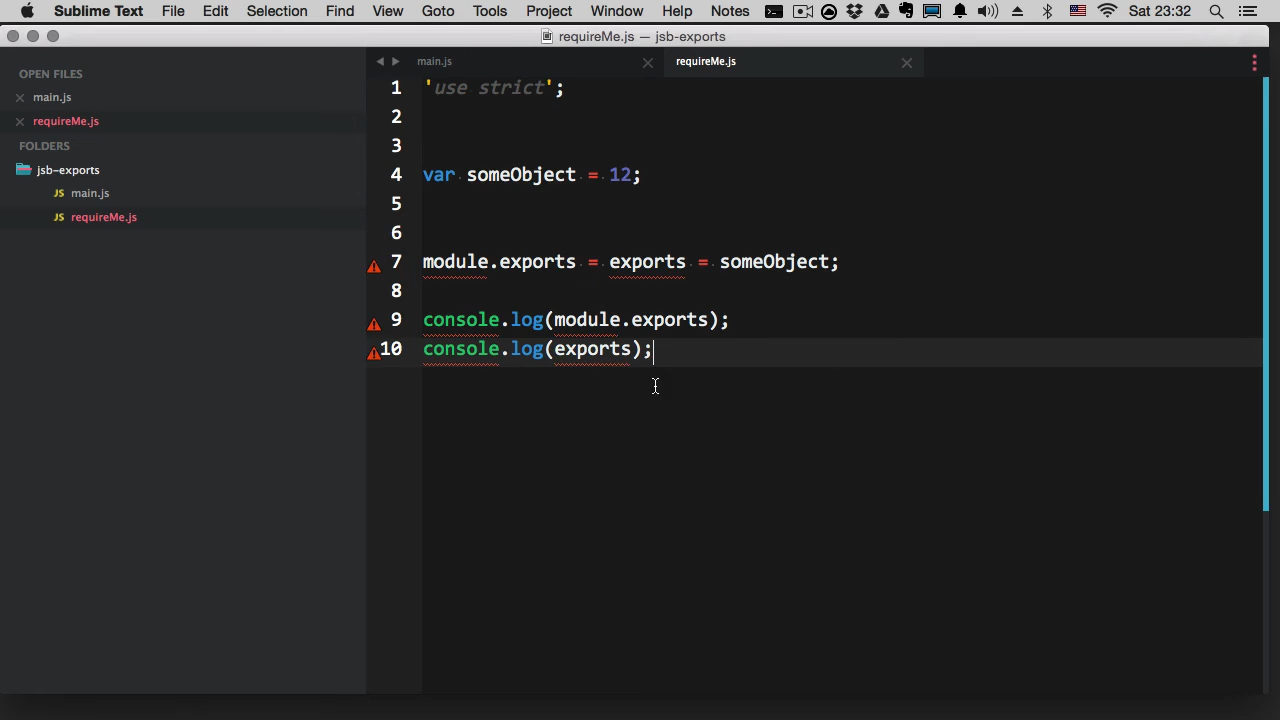 Sublime Text File Edit Selection Find View Goto Tools Project Window Help Notes Sat 23:32
requireMe.js — jsb-exports
OPEN FILES
main.js
requireMe.js
FOLDERS
jsb-exports
JS main.js
JS requireMe.js
main.js requireMe.js
1 'use strict';
2
3
4 var someObject = 12;
5
6
7 module.exports = exports = someObject;
8
9 console.log(module.exports);
10 console.log(exports);